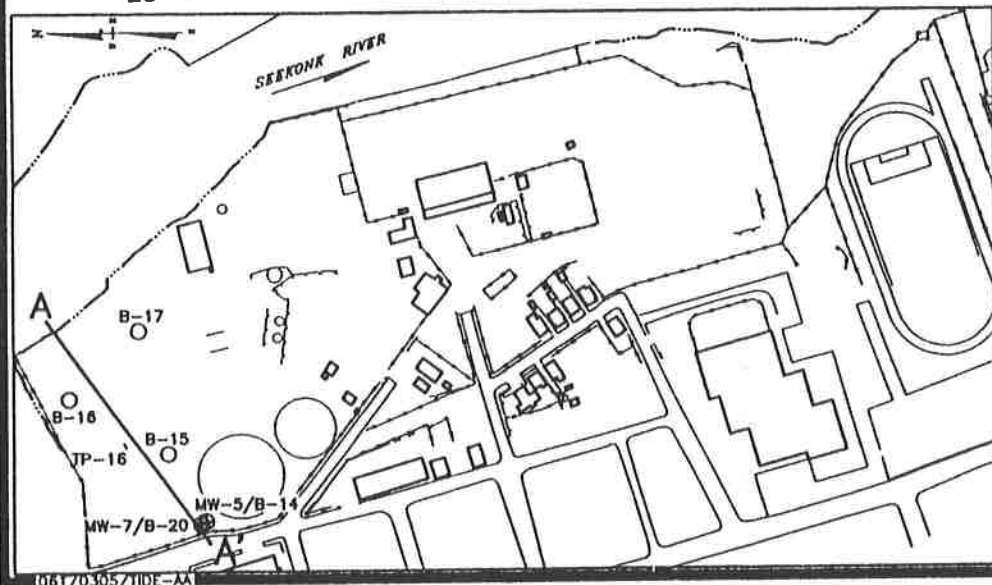 N
SEEKONK RIVER
A
B-17
B-16
B-15
TP-16
MW-5/B-14
MW-7/B-20
A'